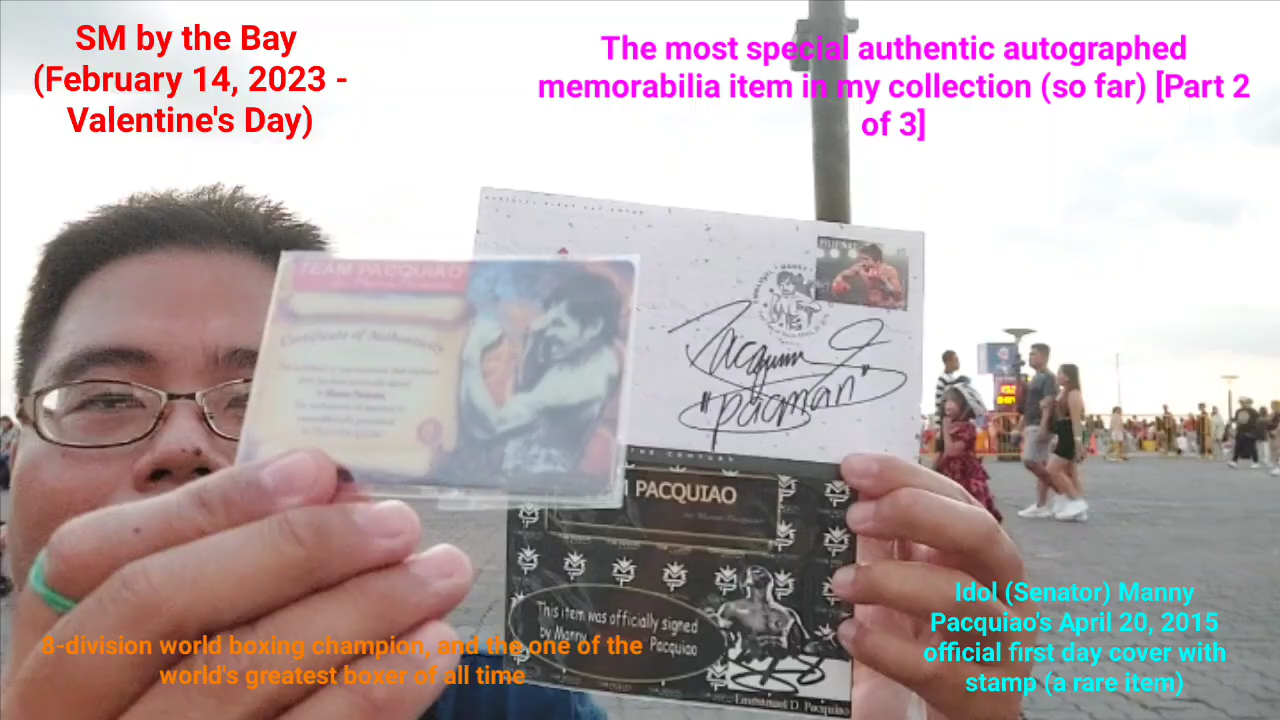 SM by the Bay
(February 14, 2023 -
Valentine's Day)
The most special authentic autographed
memorabilia item in my collection (so far) [Part 2
of 3]
TEAM PACQUIAO
Certificate of Authenticity
Pacquiao
"pacman"
PACQUIAO
This item was officially signed
by Manny Pacquiao
Emmanuel D. Pacquiao
8-division world boxing champion, and the one of the
world's greatest boxer of all time
Idol (Senator) Manny
Pacquiao's April 20, 2015
official first day cover with
stamp (a rare item)